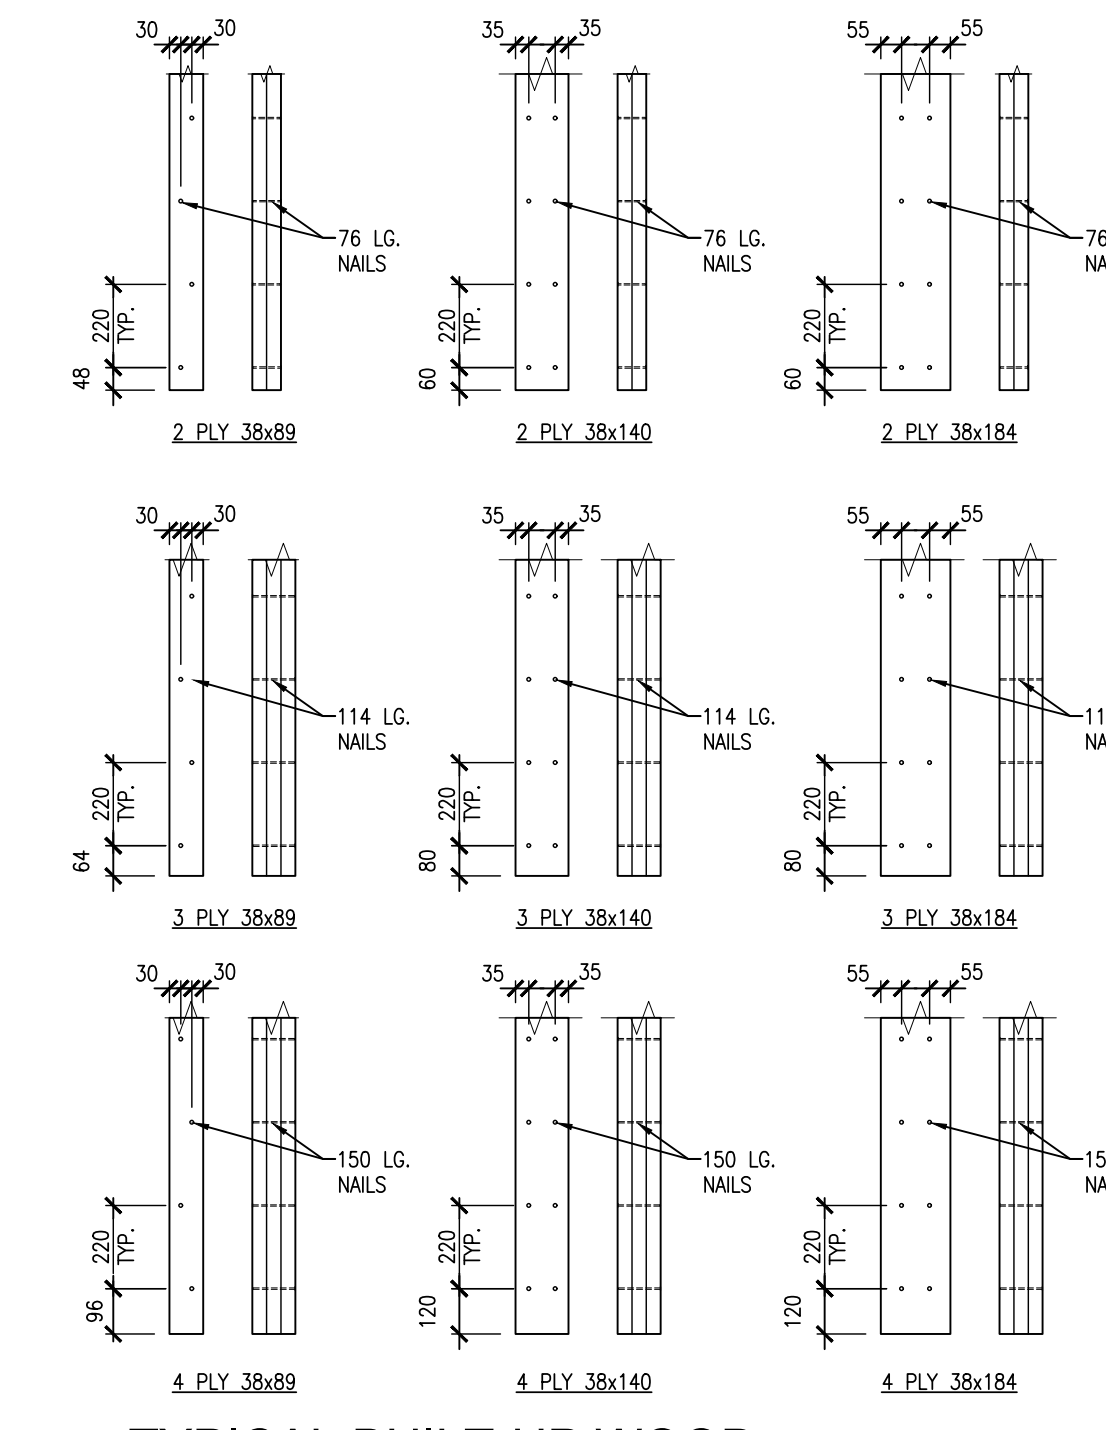 30 30
35 35
55 55
76 LG.
NAILS
76 LG.
NAILS
76
220
TYP.
220
TYP.
220
TYP.
48
60
60
2 PLY 38x89
2 PLY 38x140
2 PLY 38x184
30 30
35 35
55 55
114 LG.
NAILS
114 LG.
NAILS
220
TYP.
220
TYP.
220
TYP.
64
80
80
3 PLY 38x89
3 PLY 38x140
3 PLY 38x184
30 30
35 35
55 55
150 LG.
NAILS
150 LG.
NAILS
220
TYP.
220
TYP.
220
TYP.
96
120
120
4 PLY 38x89
4 PLY 38x140
4 PLY 38x184